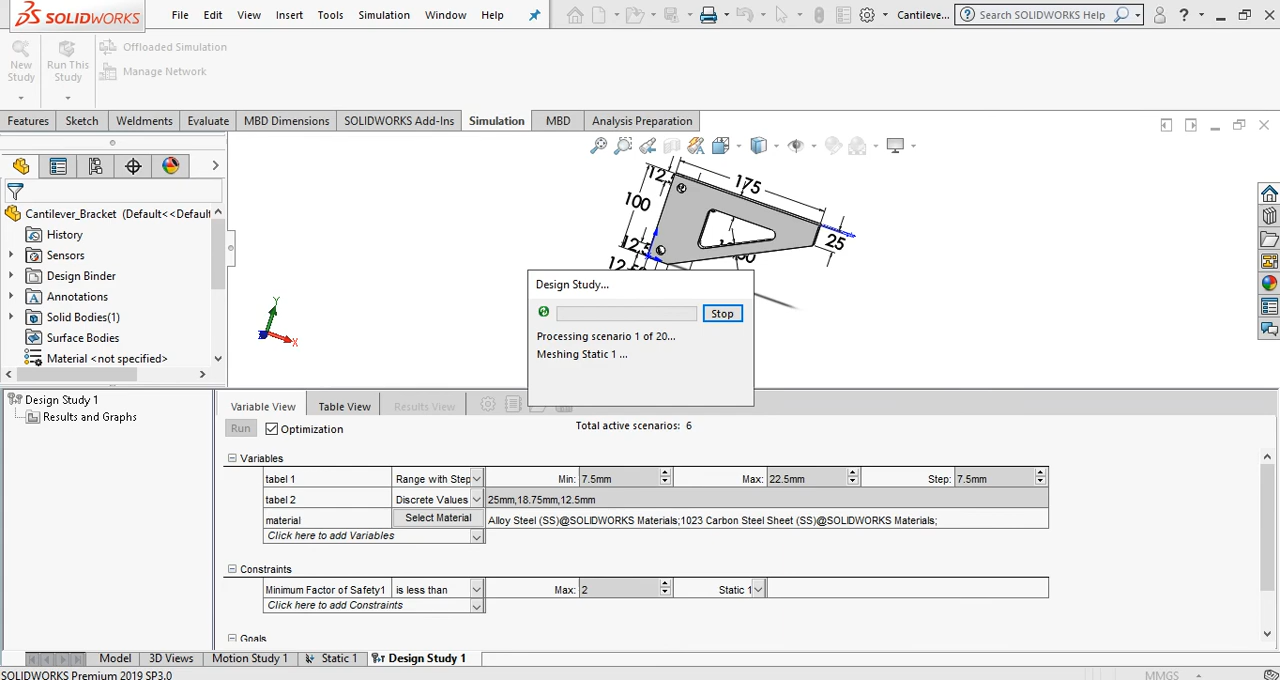 SOLIDWORKS File Edit View Insert Tools Simulation Window Help Cantileve... Search SOLIDWORKS Help ?
New Study
Run This Study
Offloaded Simulation
Manage Network
Features Sketch Weldments Evaluate MBD Dimensions SOLIDWORKS Add-Ins Simulation MBD Analysis Preparation
Cantilever_Bracket (Default<<Defaul
History
Sensors
Design Binder
Annotations
Solid Bodies(1)
Surface Bodies
Material <not specified>
Y
X
175
100
25
12.50
Design Study...
Stop
Processing scenario 1 of 20...
Meshing Static 1 ...
Design Study 1
Results and Graphs
Variable View Table View Results View
Run Optimization Total active scenarios: 6
Variables
tabel 1 Range with Step Min: 7.5mm Max: 22.5mm Step: 7.5mm
tabel 2 Discrete Values 25mm,18.75mm,12.5mm
material Select Material Alloy Steel (SS)@SOLIDWORKS Materials;1023 Carbon Steel Sheet (SS)@SOLIDWORKS Materials;
Click here to add Variables
Constraints
Minimum Factor of Safety1 is less than Max: 2 Static 1
Click here to add Constraints
Goals
Model 3D Views Motion Study 1 Static 1 Design Study 1
SOLIDWORKS Premium 2019 SP3.0 MMGS